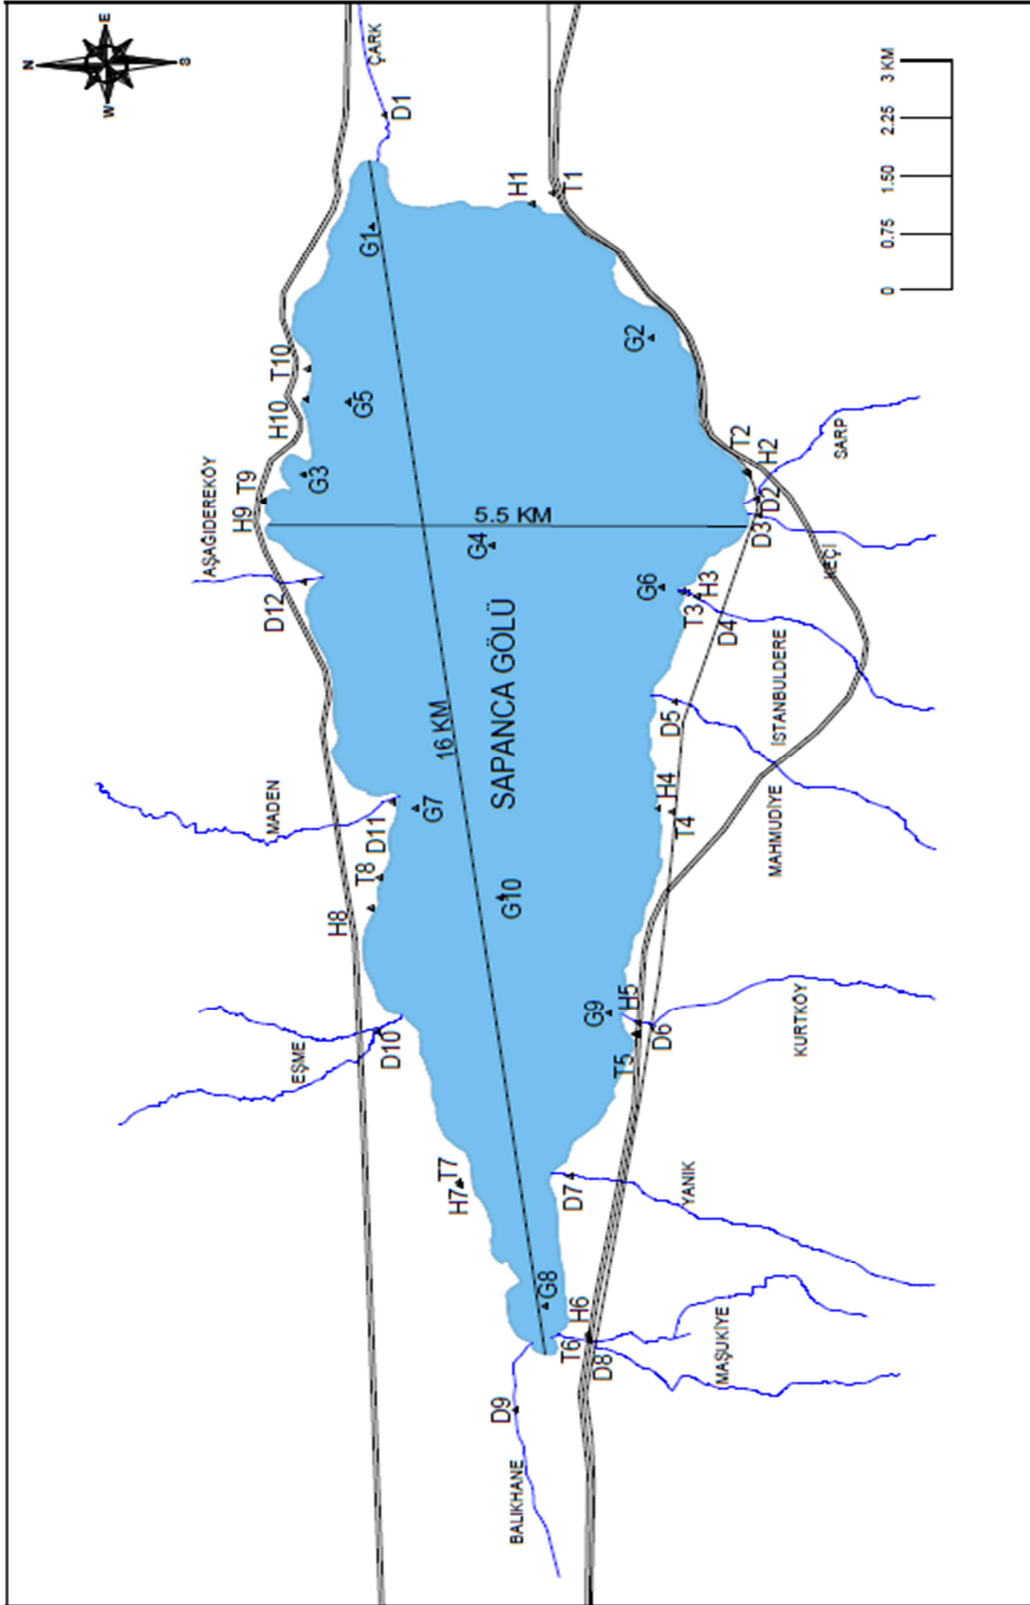 N
E
S
W
ÇARK
D1
3 KM
2.25
1.50
0.75
0
H1
T1
G1
G2
T10
H10
G5
G3
T9
H9
AŞAĞIDEREKÖY
D12
5.5 KM
G4
T2
H2
D2
D3
SARP
KEÇİ
G6
H3
T3
D4
İSTANBULDERE
D5
SAPANCA GÖLÜ
16 KM
MADEN
G7
D11
T8
H8
H4
T4
MAHMUDİYE
G10
G9
H5
T5
D6
KURTKÖY
EŞME
D10
T7
H7
D7
YANIK
G8
H6
T6
D8
MAŞUKİYE
D9
BALIKHANE